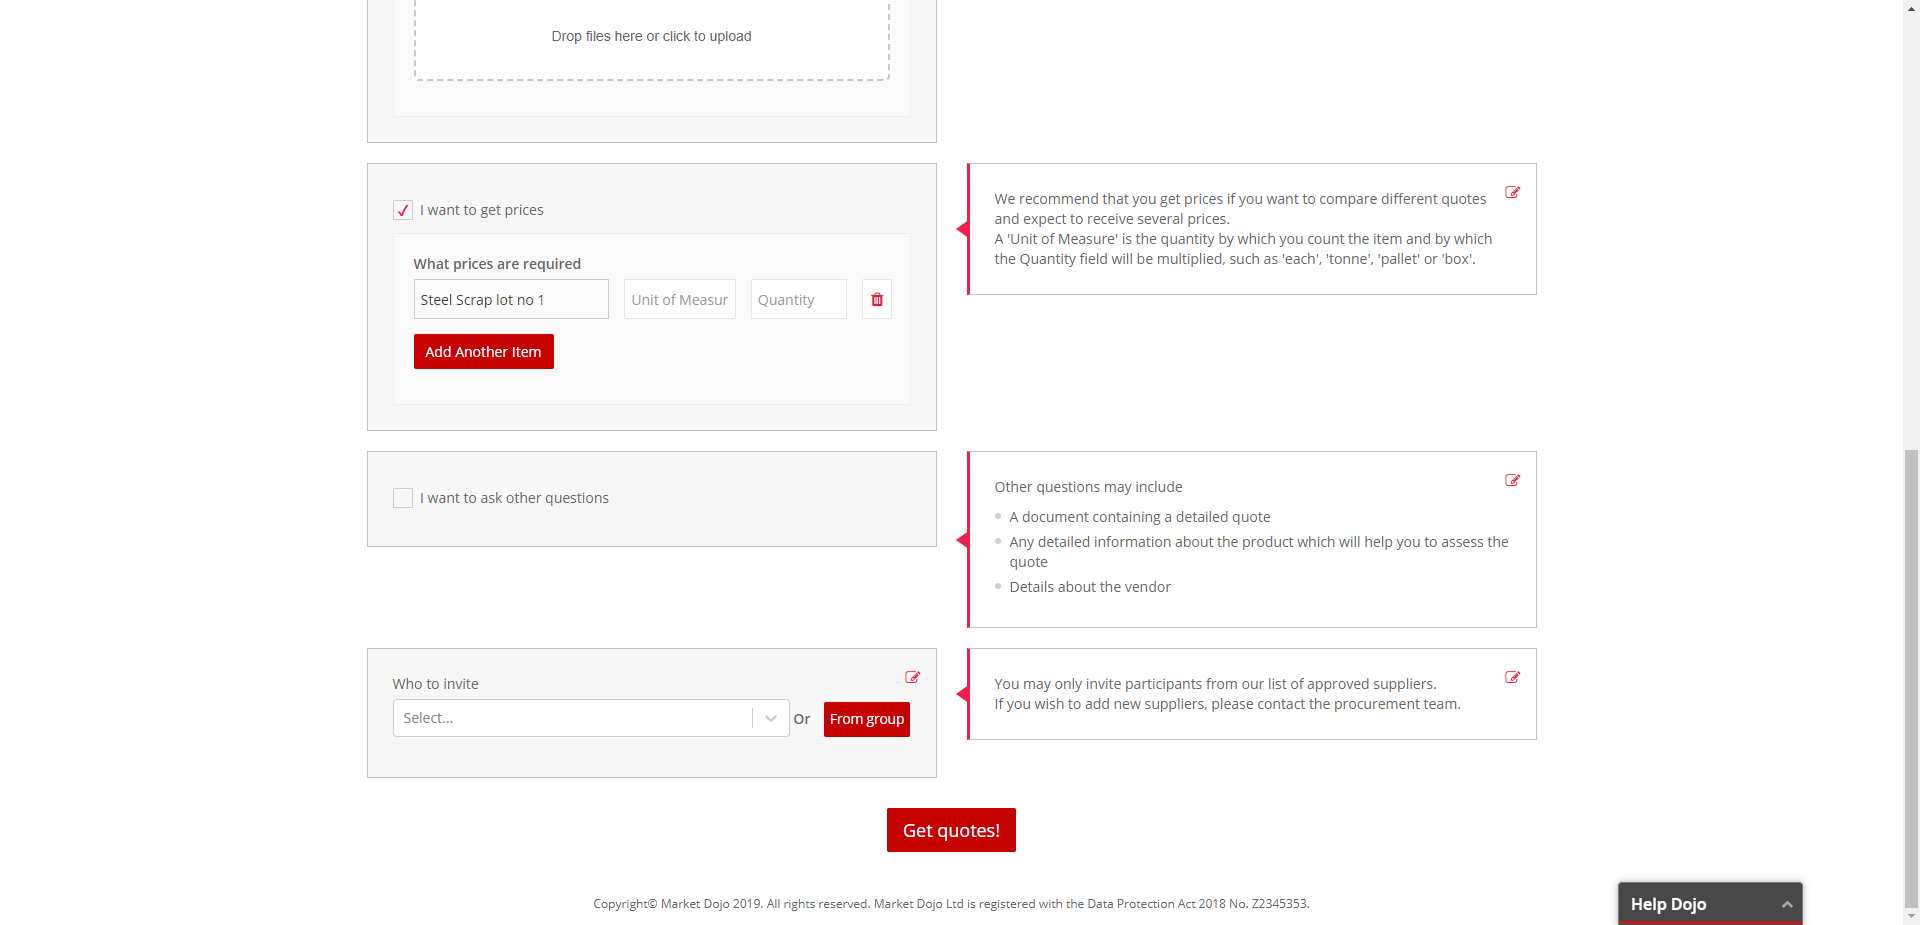 Drop files here or click to upload
I want to get prices
What prices are required
Steel Scrap lot no 1
Unit of Measur
Quantity
Add Another Item
We recommend that you get prices if you want to compare different quotes
and expect to receive several prices.
A 'Unit of Measure' is the quantity by which you count the item and by which
the Quantity field will be multiplied, such as 'each', 'tonne', 'pallet' or 'box'.
I want to ask other questions
Other questions may include
A document containing a detailed quote
Any detailed information about the product which will help you to assess the
quote
Details about the vendor
Who to invite
Select...
Or
From group
You may only invite participants from our list of approved suppliers.
If you wish to add new suppliers, please contact the procurement team.
Get quotes!
Copyright© Market Dojo 2019. All rights reserved. Market Dojo Ltd is registered with the Data Protection Act 2018 No. Z2345353.
Help Dojo